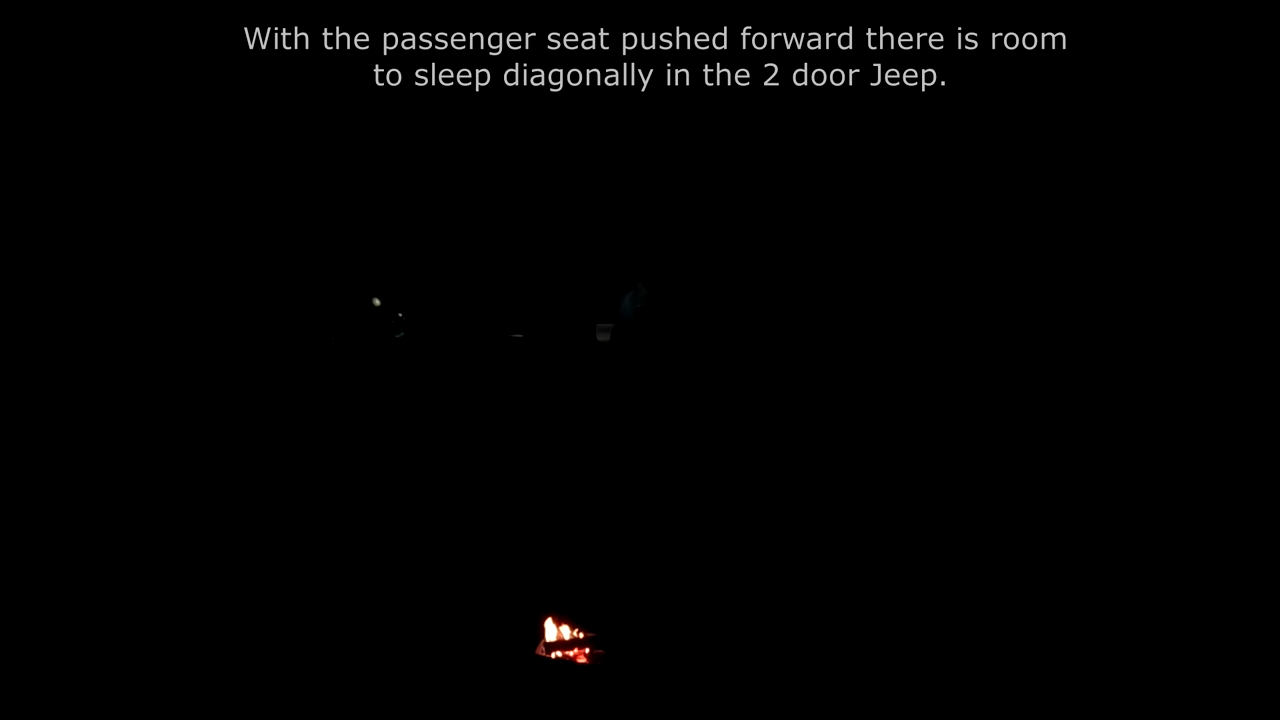 With the passenger seat pushed forward there is room
to sleep diagonally in the 2 door Jeep.